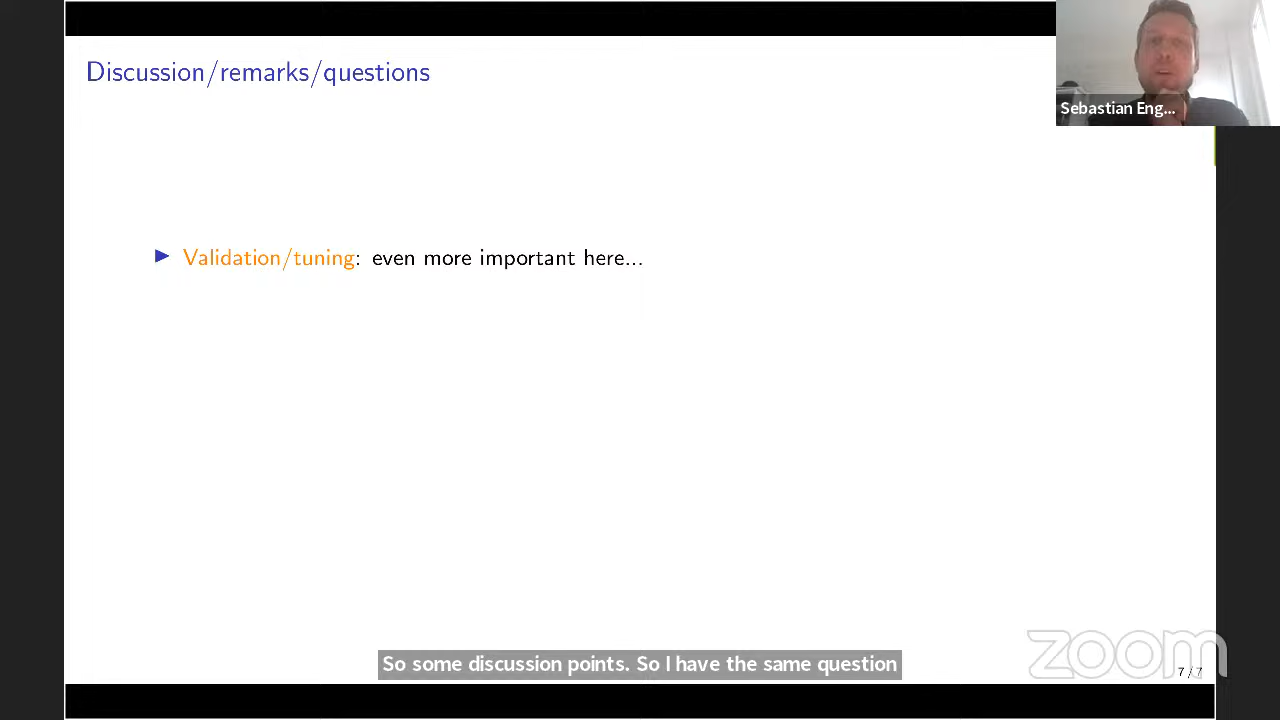 Discussion/remarks/questions
Sebastian Eng...
▶ Validation/tuning: even more important here...
So some discussion points. So I have the same question
zoom
7 / 7